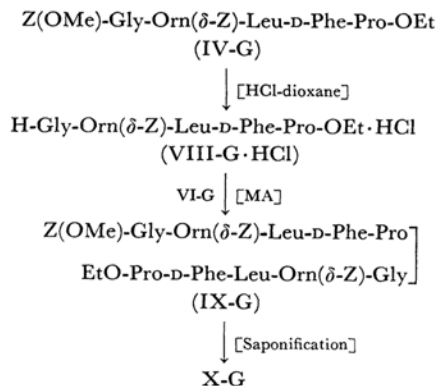 Z(OMe)-Gly-Orn(δ-Z)-Leu-D-Phe-Pro-OEt
(IV-G)
[HCl-dioxane]
H-Gly-Orn(δ-Z)-Leu-D-Phe-Pro-OEt·HCl
(VIII-G·HCl)
VI-G [MA]
Z(OMe)-Gly-Orn(δ-Z)-Leu-D-Phe-Pro
EtO-Pro-D-Phe-Leu-Orn(δ-Z)-Gly
(IX-G)
[Saponification]
X-G